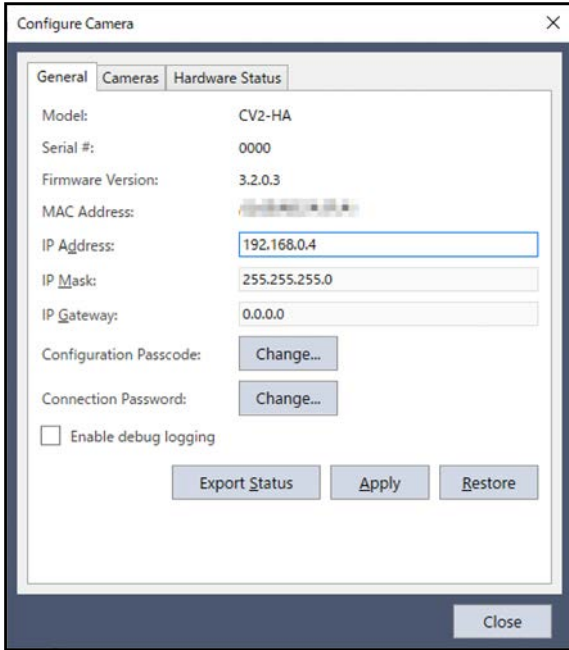 Configure Camera
General Cameras Hardware Status
Model: CV2-HA
Serial #: 0000
Firmware Version: 3.2.0.3
MAC Address:
IP Address: 192.168.0.4
IP Mask: 255.255.255.0
IP Gateway: 0.0.0.0
Configuration Passcode: Change...
Connection Password: Change...
Enable debug logging
Export Status Apply Restore
Close